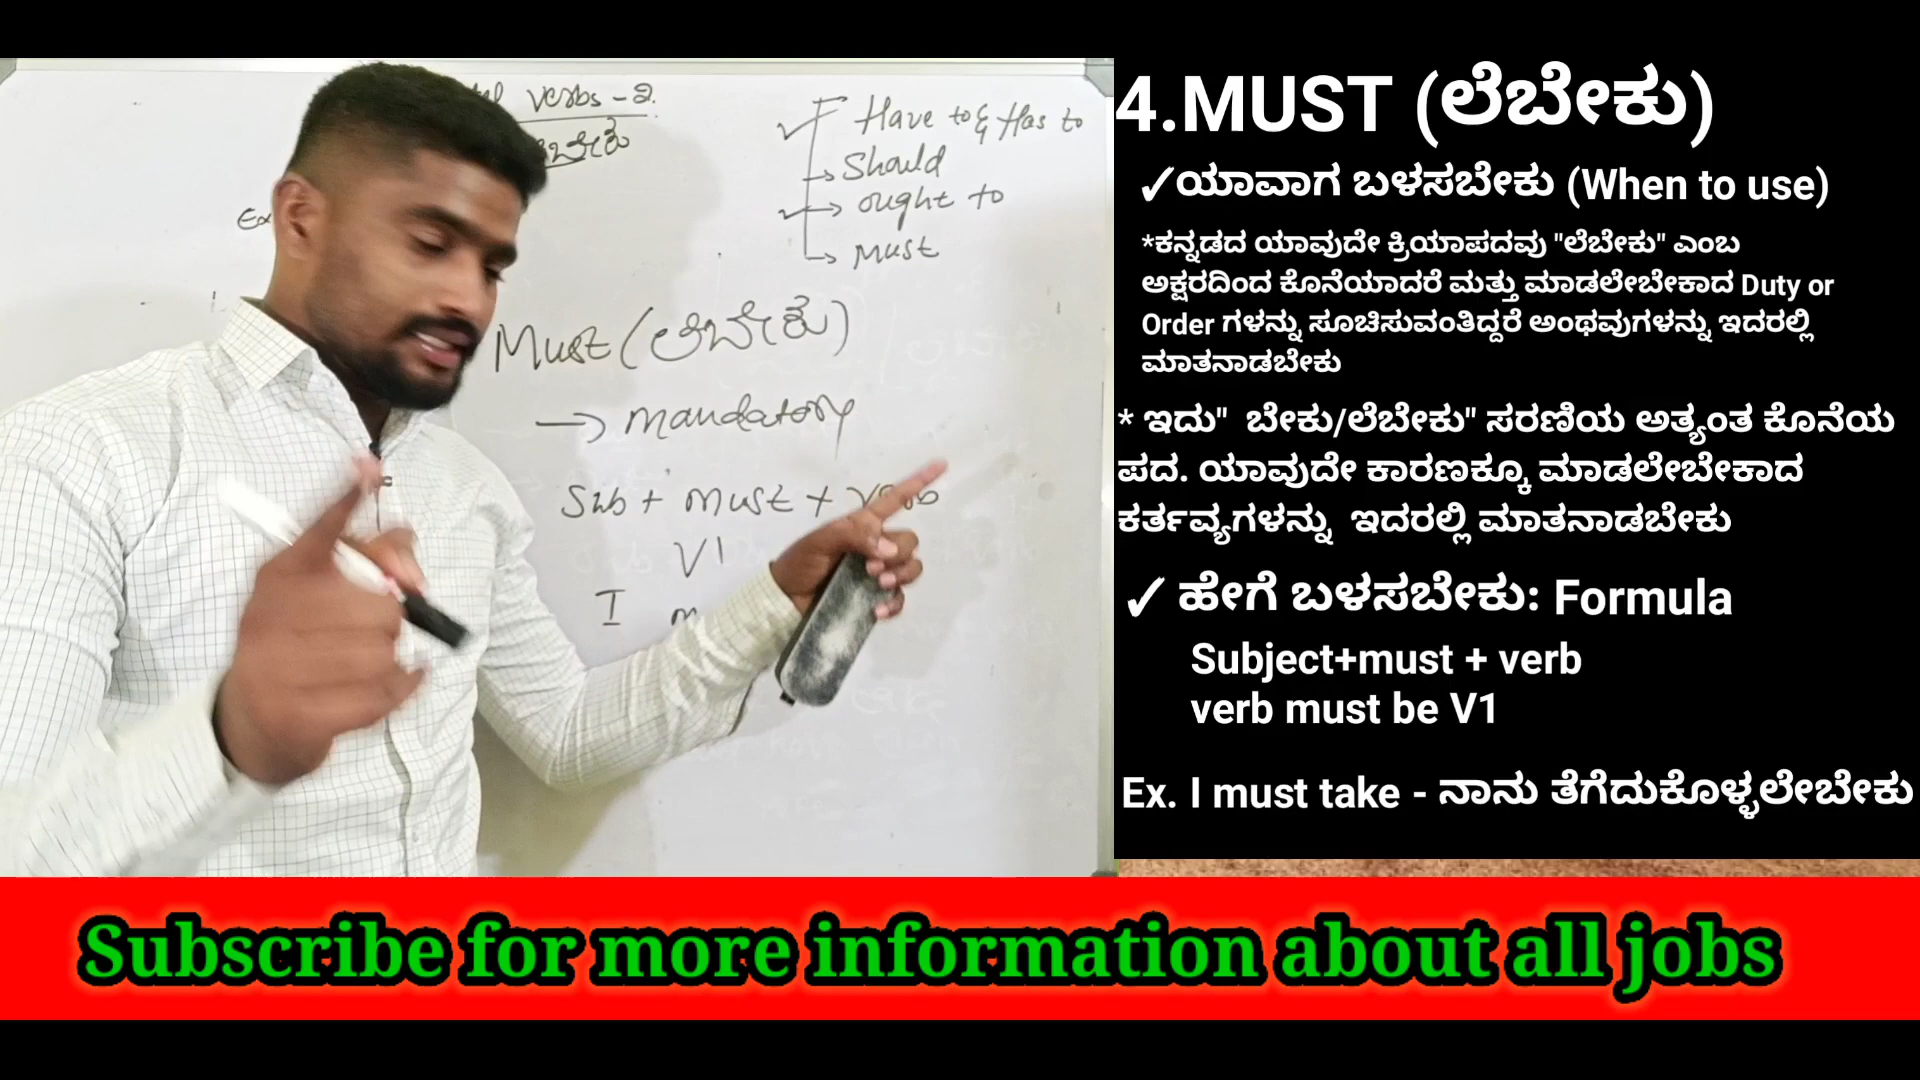 verbs - 2.
Have to & Has to
Should
ought to
Must
Must (ಲೆಬೇಕು)
→ mandatory
Sub + must + verb
V1
I
4.MUST (ಲೆಬೇಕು)
✓ಯಾವಾಗ ಬಳಸಬೇಕು (When to use)
*ಕನ್ನಡದ ಯಾವುದೇ ಕ್ರಿಯಾಪದವು "ಲೆಬೇಕು" ಎಂಬ
ಅಕ್ಷರದಿಂದ ಕೊನೆಯಾದರೆ ಮತ್ತು ಮಾಡಲೇಬೇಕಾದ Duty or
Order ಗಳನ್ನು ಸೂಚಿಸುವಂತಿದ್ದರೆ ಅಂಥವುಗಳನ್ನು ಇದರಲ್ಲಿ
ಮಾತನಾಡಬೇಕು
* ಇದು" ಬೇಕು/ಲೆಬೇಕು" ಸರಣಿಯ ಅತ್ಯಂತ ಕೊನೆಯ
ಪದ. ಯಾವುದೇ ಕಾರಣಕ್ಕೂ ಮಾಡಲೇಬೇಕಾದ
ಕರ್ತವ್ಯಗಳನ್ನು ಇದರಲ್ಲಿ ಮಾತನಾಡಬೇಕು
✓ ಹೇಗೆ ಬಳಸಬೇಕು: Formula
Subject+must + verb
verb must be V1
Ex. I must take - ನಾನು ತೆಗೆದುಕೊಳ್ಳಲೇಬೇಕು
Subscribe for more information about all jobs